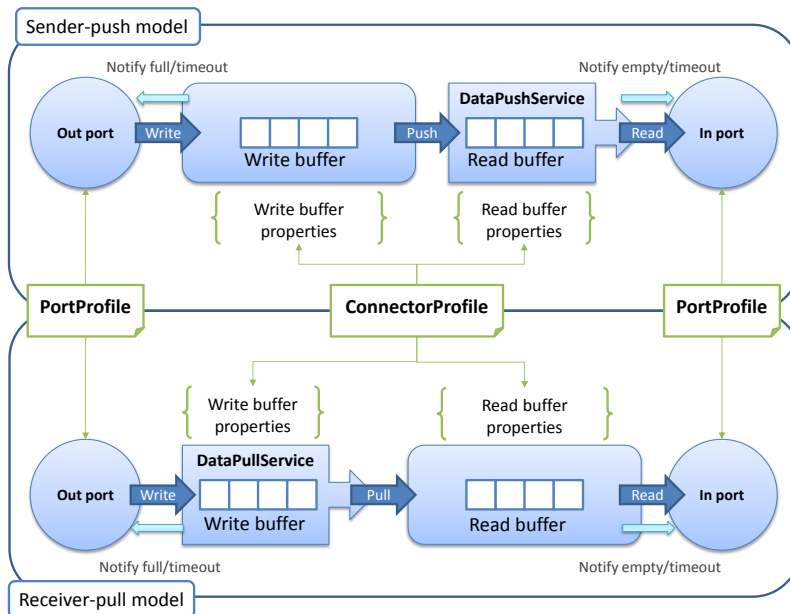 Sender-push model
Notify full/timeout
Notify empty/timeout
DataPushService
Out port
Write
Push
Read
In port
Write buffer
Read buffer
Write buffer
properties
Read buffer
properties
PortProfile
ConnectorProfile
PortProfile
Write buffer
properties
Read buffer
properties
DataPullService
Out port
Write
Pull
Read
In port
Write buffer
Read buffer
Notify full/timeout
Notify empty/timeout
Receiver-pull model